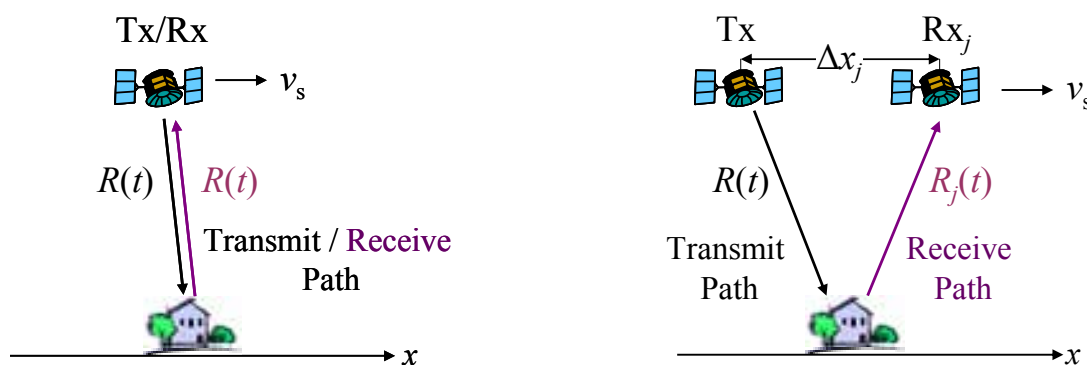 Tx/Rx
v_s
R(t) R(t)
Transmit / Receive
Path
x
Tx Rx_j
Δx_j
v_s
R(t) R_j(t)
Transmit Receive
Path Path
x